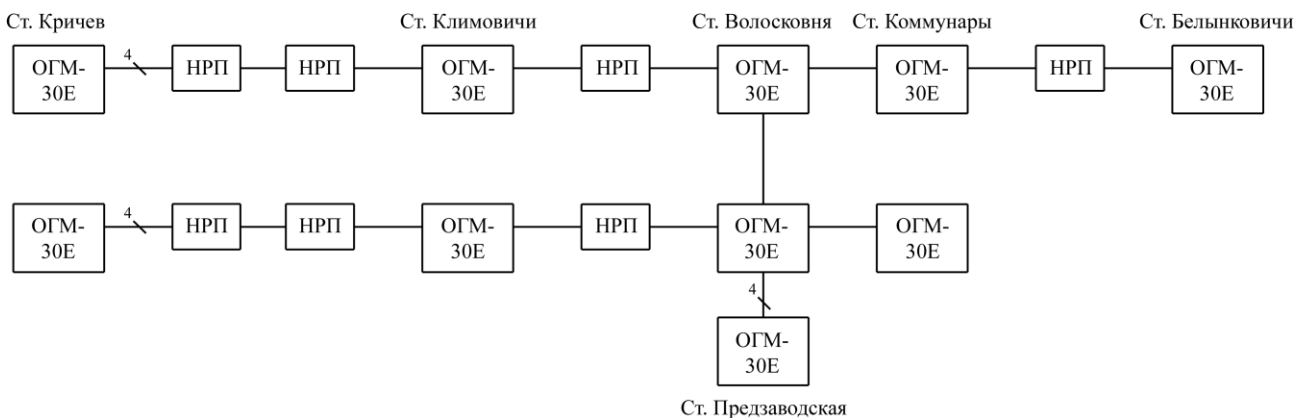 Ст. Кричев Ст. Климовичи Ст. Волосковня Ст. Коммунары Ст. Белынковичи
ОГМ-
30Е
4
НРП
НРП
ОГМ-
30Е
НРП
ОГМ-
30Е
ОГМ-
30Е
НРП
ОГМ-
30Е
ОГМ-
30Е
4
НРП
НРП
ОГМ-
30Е
НРП
ОГМ-
30Е
ОГМ-
30Е
4
ОГМ-
30Е
Ст. Предзаводская